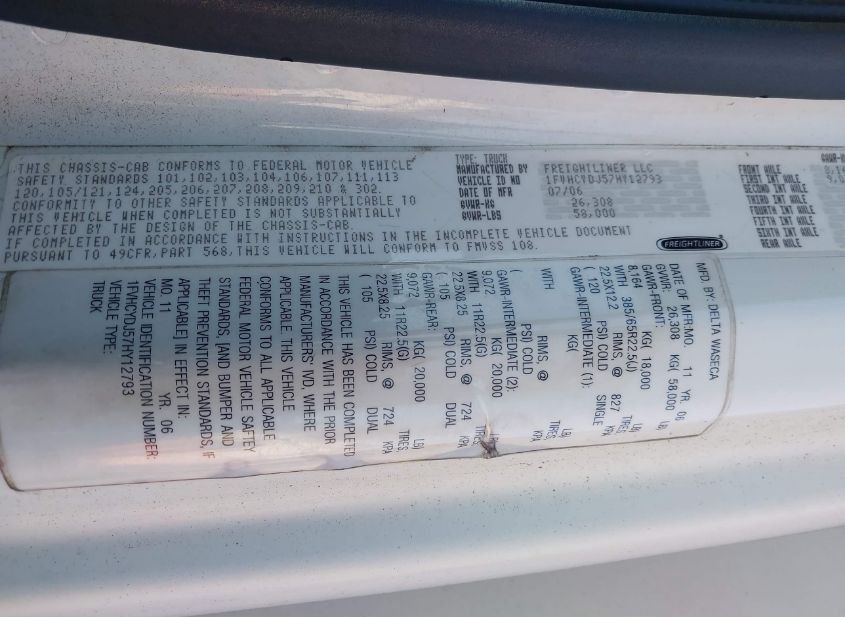 THIS CHASSIS-CAB CONFORMS TO FEDERAL MOTOR VEHICLE
SAFETY STANDARDS 101,102,103,104,106,107,111,113
120,105/121,124,205,206,207,208,209,210 & 302.
CONFORMITY TO OTHER SAFETY STANDARDS APPLICABLE TO
THIS VEHICLE WHEN COMPLETED IS NOT SUBSTANTIALLY
AFFECTED BY THE DESIGN OF THE CHASSIS-CAB.
IF COMPLETED IN ACCORDANCE WITH INSTRUCTIONS IN THE INCOMPLETE VEHICLE DOCUMENT
PURSUANT TO 49CFR,PART 568,THIS VEHICLE WILL CONFORM TO FMVSS 108.
TYPE: TRUCK
MANUFACTURED BY FREIGHTLINER LLC
VEHICLE ID NO 1FVHCYDJ57HY12793
DATE OF MFR 07/06
GVWR-KG 26,308
GVWR-LBS 58,000
FREIGHTLINER
FRONT AXLE
FIRST INT AXLE
SECOND INT AXLE
THIRD INT AXLE
FOURTH INT AXLE
FIFTH INT AXLE
SIXTH INT AXLE
REAR AXLE
MFD. BY: DELTA WASECA
DATE OF MFR:MO. 11 YR. 06
GVWR: 26,308 KG( 58,000 LB)
GAWR-FRONT:
8,164 KG( 18,000 LB)
WITH 385/65R22.5(J) TIRES
22.5X12.2 RIMS, @ 827 KPA
( 120 PSI) COLD SINGLE
GAWR-INTERMEDIATE (1):
KG( LB)
WITH TIRES
RIMS, @ KPA
( PSI) COLD
GAWR-INTERMEDIATE (2):
9,072 KG( 20,000 LB)
WITH 11R22.5(G) TIRES
22.5X8.25 RIMS, @ 724 KPA
( 105 PSI) COLD DUAL
GAWR-REAR:
9,072 KG( 20,000 LB)
WITH 11R22.5(G) TIRES
22.5X8.25 RIMS, @ 724 KPA
( 105 PSI) COLD DUAL
THIS VEHICLE HAS BEEN COMPLETED
IN ACCORDANCE WITH THE PRIOR
MANUFACTURERS' IVD, WHERE
APPLICABLE. THIS VEHICLE
CONFORMS TO ALL APPLICABLE
FEDERAL MOTOR VEHICLE SAFTEY
STANDARDS, [AND BUMPER AND
THEFT PREVENTION STANDARDS, IF
APPLICABLE] IN EFFECT IN:
MO. 11 YR. 06
VEHICLE IDENTIFICATION NUMBER:
1FVHCYDJ57HY12793
VEHICLE TYPE:
TRUCK